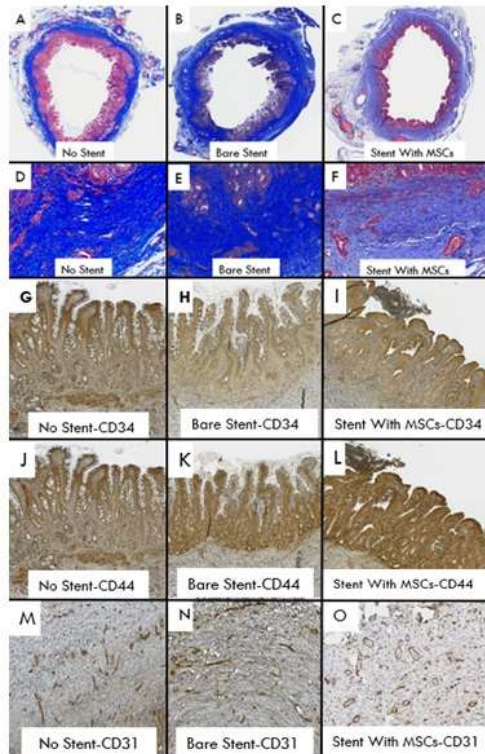 A
B
C
No Stent
Bare Stent
Stent With MSCs
D
E
F
No Stent
Bare Stent
Stent With MSCs
G
H
I
No Stent-CD34
Bare Stent-CD34
Stent With MSCs-CD34
J
K
L
No Stent-CD44
Bare Stent-CD44
Stent With MSCs-CD44
M
N
O
No Stent-CD31
Bare Stent-CD31
Stent With MSCs-CD31